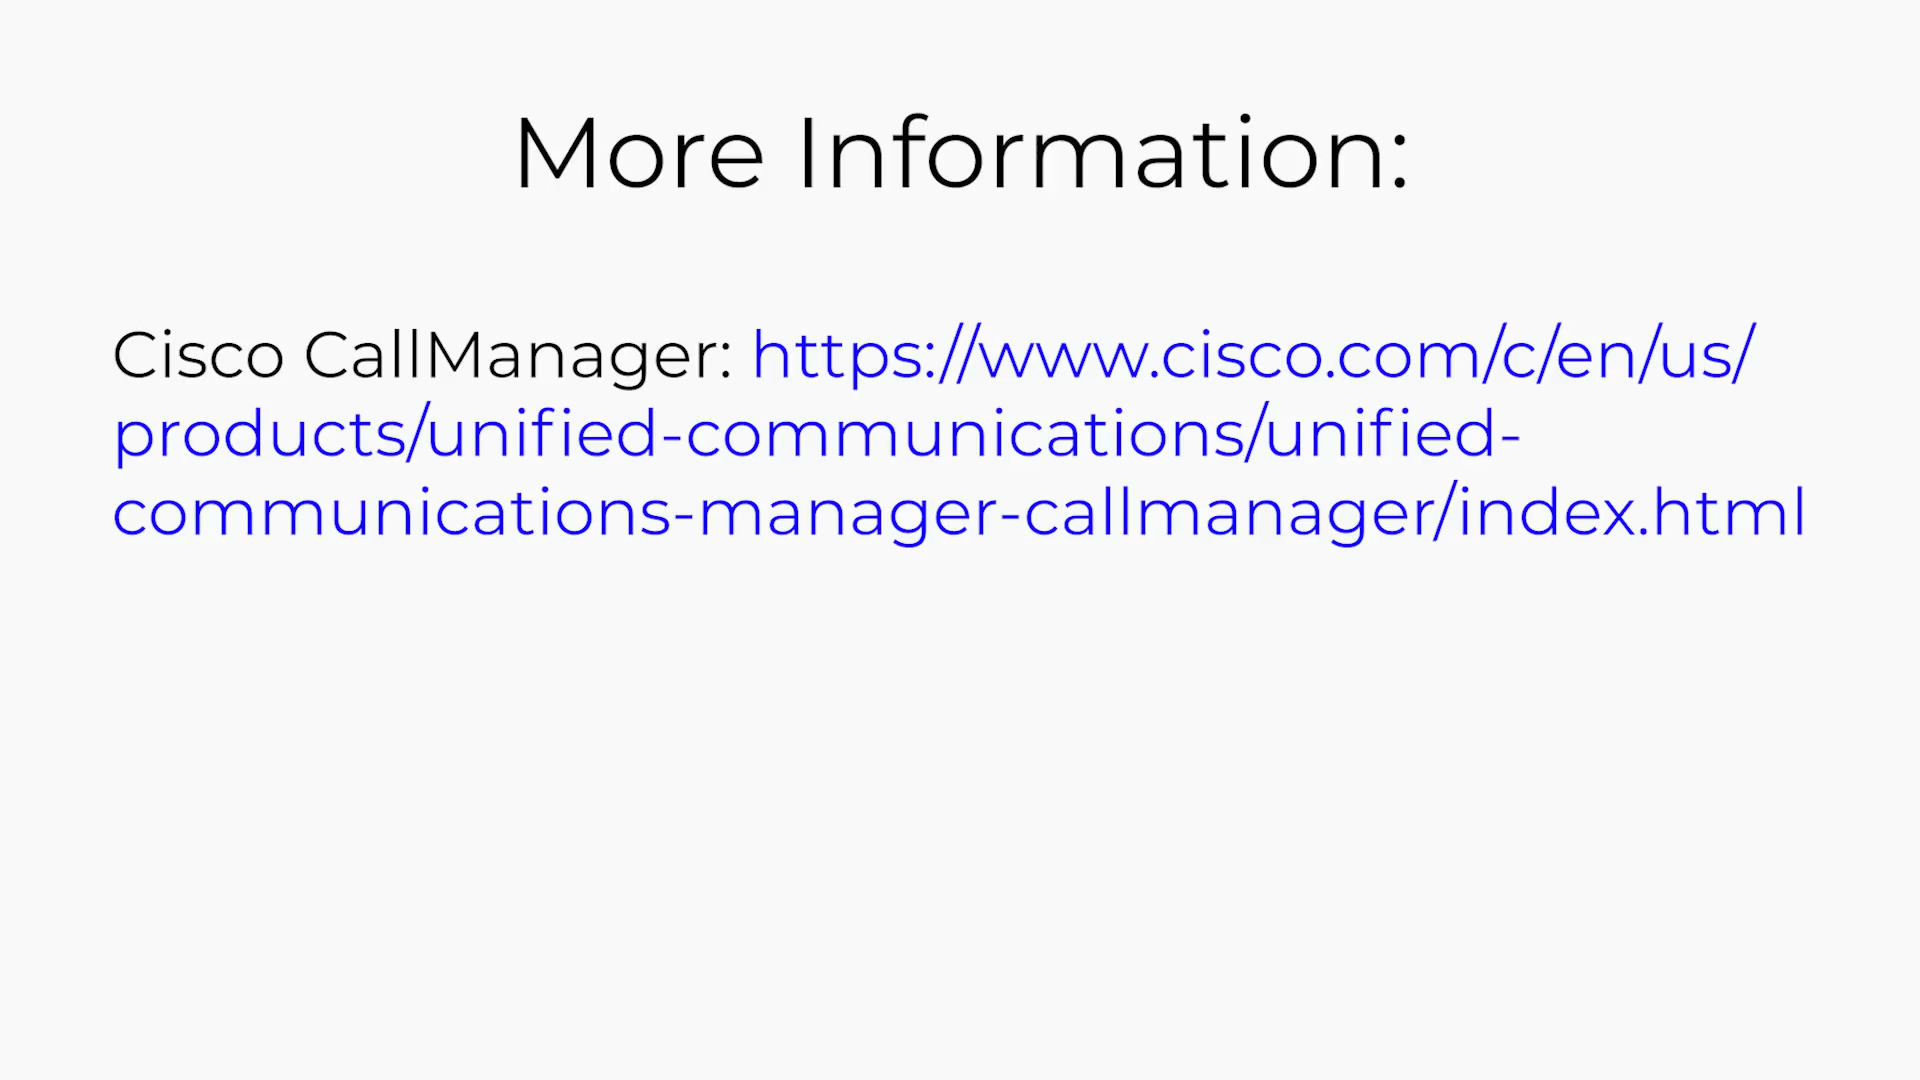 More Information:
Cisco CallManager: https://www.cisco.com/c/en/us/
products/unified-communications/unified-
communications-manager-callmanager/index.html